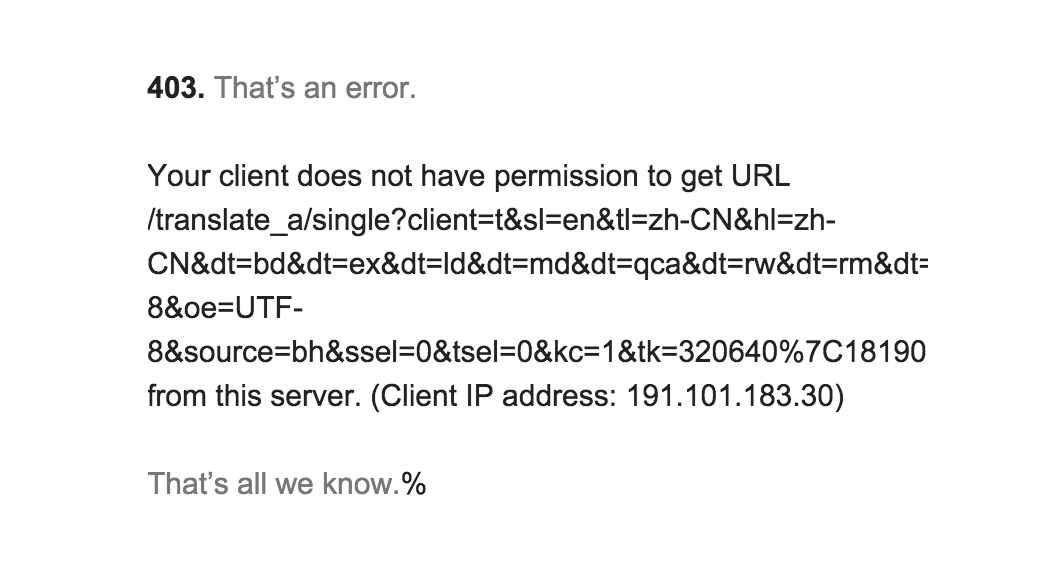 403. That’s an error.
Your client does not have permission to get URL
/translate_a/single?client=t&sl=en&tl=zh-CN&hl=zh-
CN&dt=bd&dt=ex&dt=ld&dt=md&dt=qca&dt=rw&dt=rm&dt=
8&oe=UTF-
8&source=bh&ssel=0&tsel=0&kc=1&tk=320640%7C18190
from this server. (Client IP address: 191.101.183.30)
That’s all we know.%